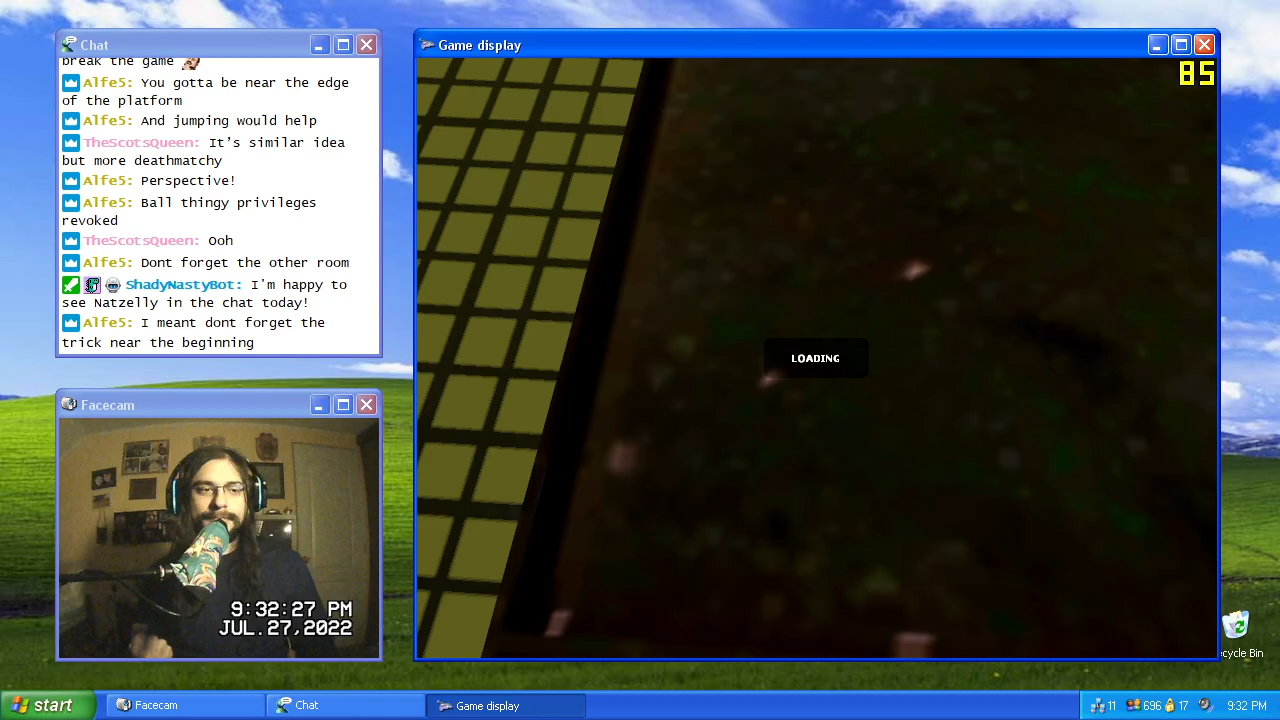 Chat
break the game
Alfe5: You gotta be near the edge
of the platform
Alfe5: And jumping would help
TheScotsQueen: It's similar idea
but more deathmatchy
Alfe5: Perspective!
Alfe5: Ball thingy privileges
revoked
TheScotsQueen: Ooh
Alfe5: Dont forget the other room
ShadyNastyBot: I'm happy to
see Natzelly in the chat today!
Alfe5: I meant dont forget the
trick near the beginning
Facecam
9:32:27 PM
JUL.27,2022
Game display
85
LOADING
ecycle Bin
start
Facecam
Chat
Game display
11
696
17
9:32 PM